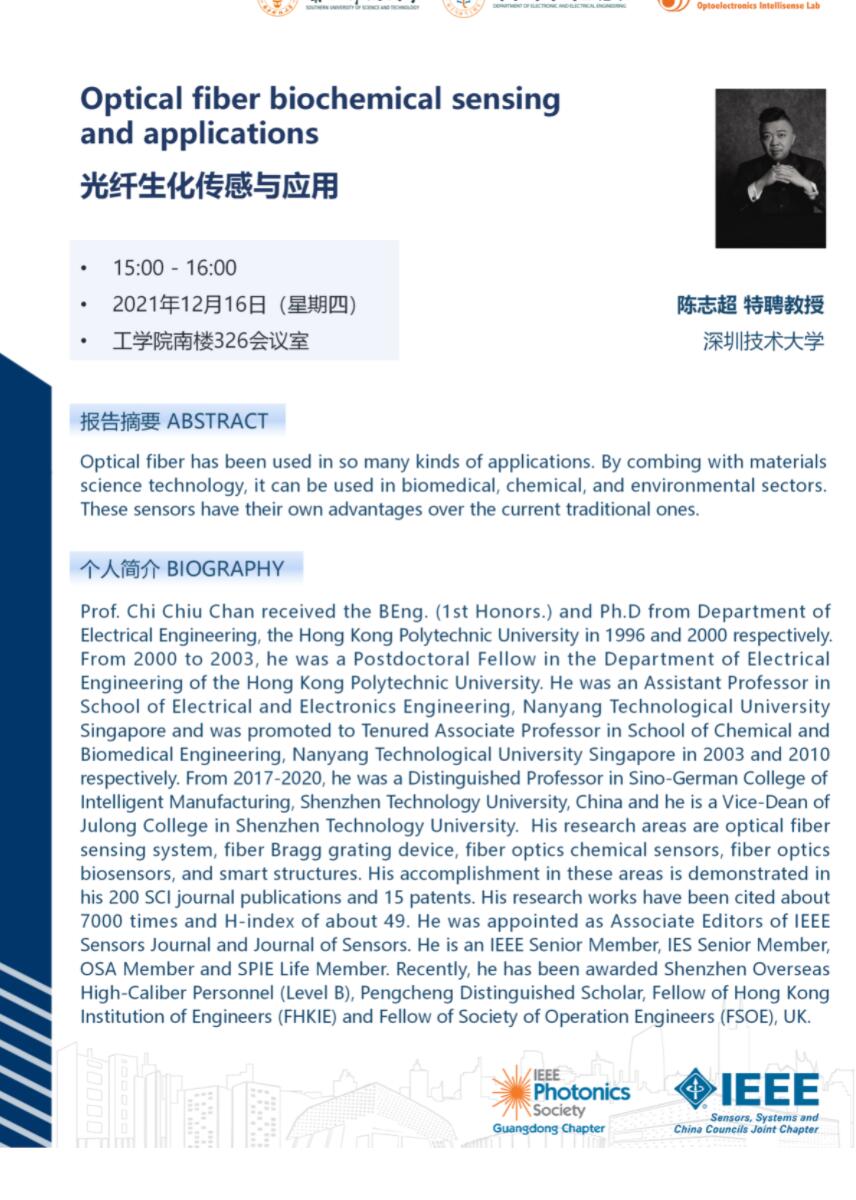 SOUTHERN UNIVERSITY OF SCIENCE AND TECHNOLOGY
DEPARTMENT OF ELECTRONIC AND ELECTRICAL ENGINEERING
Optoelectronics Intellisense Lab
Optical fiber biochemical sensing
and applications
光纤生化传感与应用
• 15:00 - 16:00
• 2021年12月16日（星期四）
• 工学院南楼326会议室
陈志超 特聘教授
深圳技术大学
报告摘要 ABSTRACT
Optical fiber has been used in so many kinds of applications. By combing with materials
science technology, it can be used in biomedical, chemical, and environmental sectors.
These sensors have their own advantages over the current traditional ones.
个人简介 BIOGRAPHY
Prof. Chi Chiu Chan received the BEng. (1st Honors.) and Ph.D from Department of
Electrical Engineering, the Hong Kong Polytechnic University in 1996 and 2000 respectively.
From 2000 to 2003, he was a Postdoctoral Fellow in the Department of Electrical
Engineering of the Hong Kong Polytechnic University. He was an Assistant Professor in
School of Electrical and Electronics Engineering, Nanyang Technological University
Singapore and was promoted to Tenured Associate Professor in School of Chemical and
Biomedical Engineering, Nanyang Technological University Singapore in 2003 and 2010
respectively. From 2017-2020, he was a Distinguished Professor in Sino-German College of
Intelligent Manufacturing, Shenzhen Technology University, China and he is a Vice-Dean of
Julong College in Shenzhen Technology University. His research areas are optical fiber
sensing system, fiber Bragg grating device, fiber optics chemical sensors, fiber optics
biosensors, and smart structures. His accomplishment in these areas is demonstrated in
his 200 SCI journal publications and 15 patents. His research works have been cited about
7000 times and H-index of about 49. He was appointed as Associate Editors of IEEE
Sensors Journal and Journal of Sensors. He is an IEEE Senior Member, IES Senior Member,
OSA Member and SPIE Life Member. Recently, he has been awarded Shenzhen Overseas
High-Caliber Personnel (Level B), Pengcheng Distinguished Scholar, Fellow of Hong Kong
Institution of Engineers (FHKIE) and Fellow of Society of Operation Engineers (FSOE), UK.
IEEE
Photonics
Society
Guangdong Chapter
IEEE
Sensors, Systems and
China Councils Joint Chapter